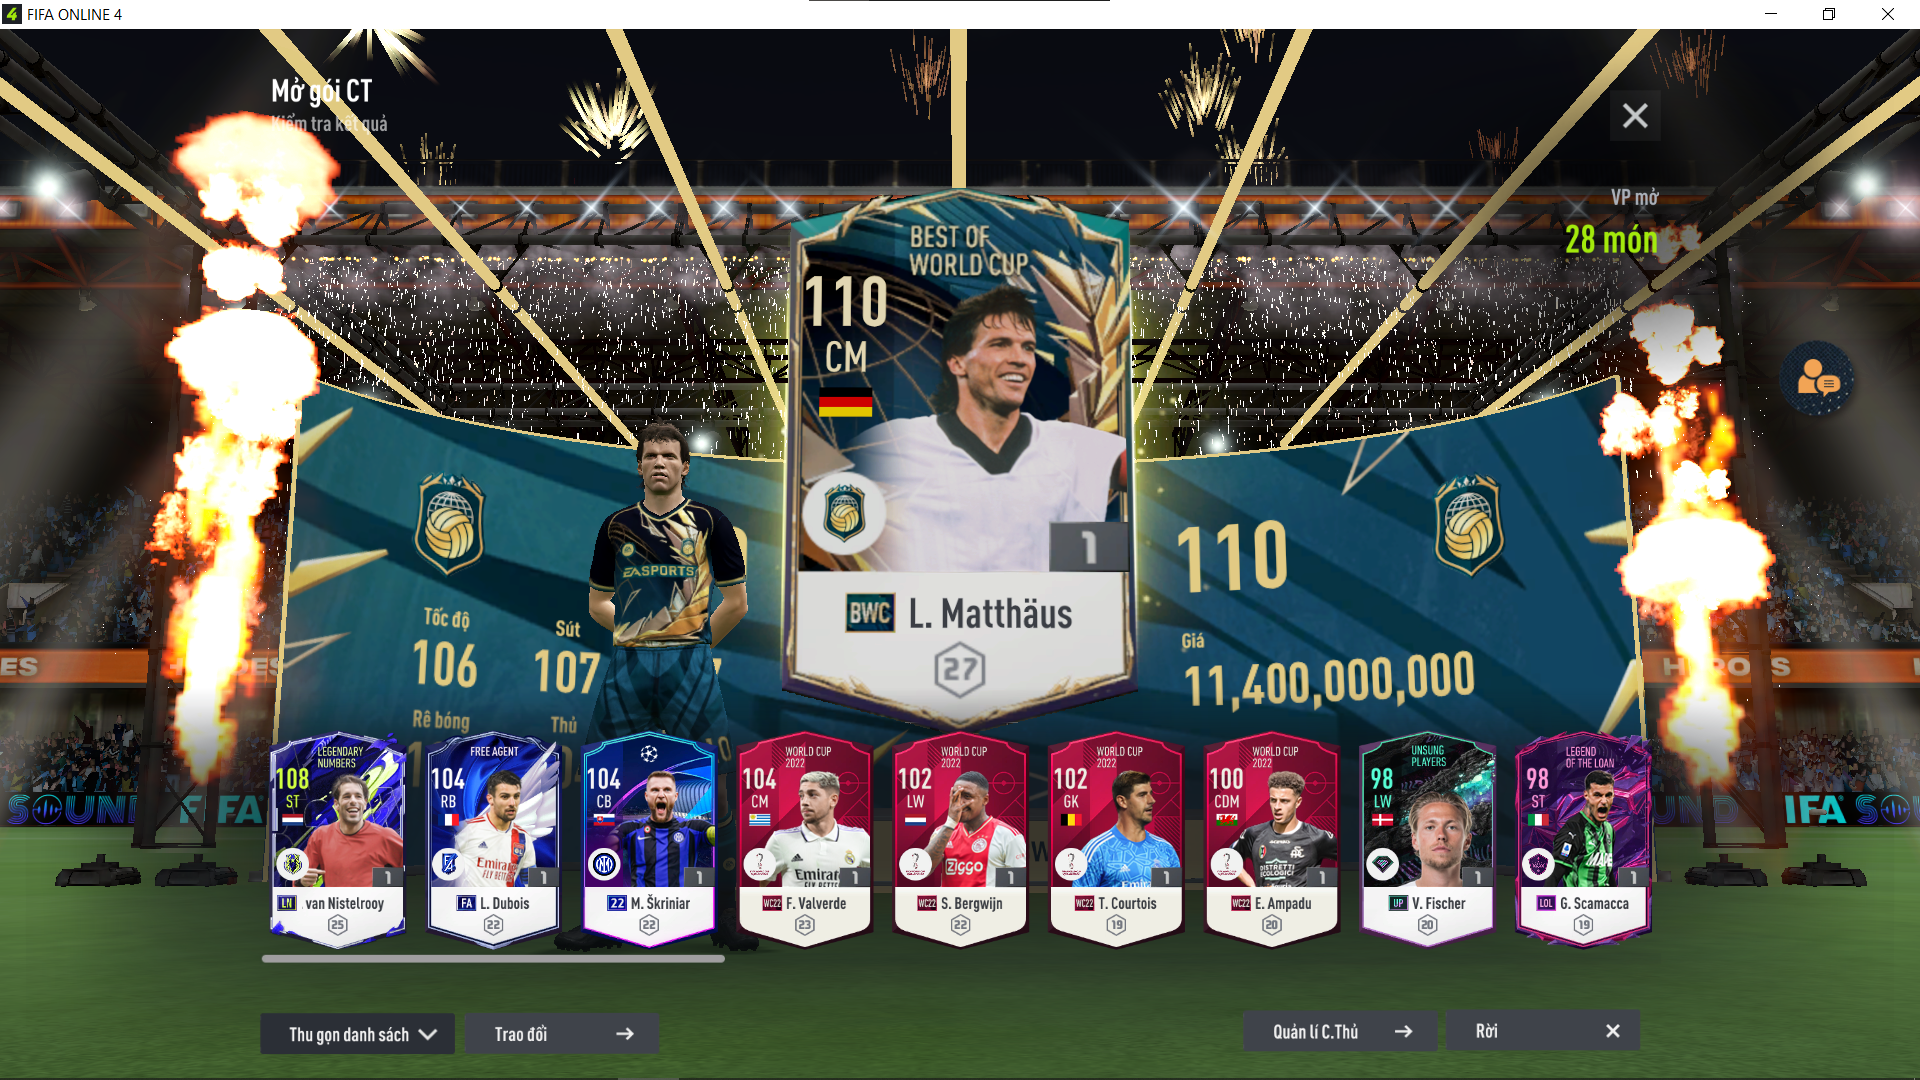 FIFA ONLINE 4
Mở gói CT
Kiểm tra kết quả
VP mở
28 món
BEST OF
WORLD CUP
110
CM
1
BWC L. Matthäus
27
EA SPORTS
Tốc độ
106
Sút
107
Rê bóng
Thủ
110
Giá
11,400,000,000
LEGENDARY
NUMBERS
108
ST
1
LN . van Nistelrooy
25
FREE AGENT
104
RB
1
FA L. Dubois
22
104
CB
1
22 M. Škriniar
22
WORLD CUP
2022
104
CM
1
WC22 F. Valverde
23
WORLD CUP
2022
102
LW
Ziggo
1
WC22 S. Bergwijn
22
WORLD CUP
2022
102
GK
1
WC22 T. Courtois
19
WORLD CUP
2022
100
CDM
1
WC22 E. Ampadu
20
UNSUNG
PLAYERS
98
LW
1
UP V. Fischer
20
LEGEND
OF THE LOAN
98
ST
1
LOL G. Scamacca
19
Thu gọn danh sách
Trao đổi
Quản lí C.Thủ
Rời